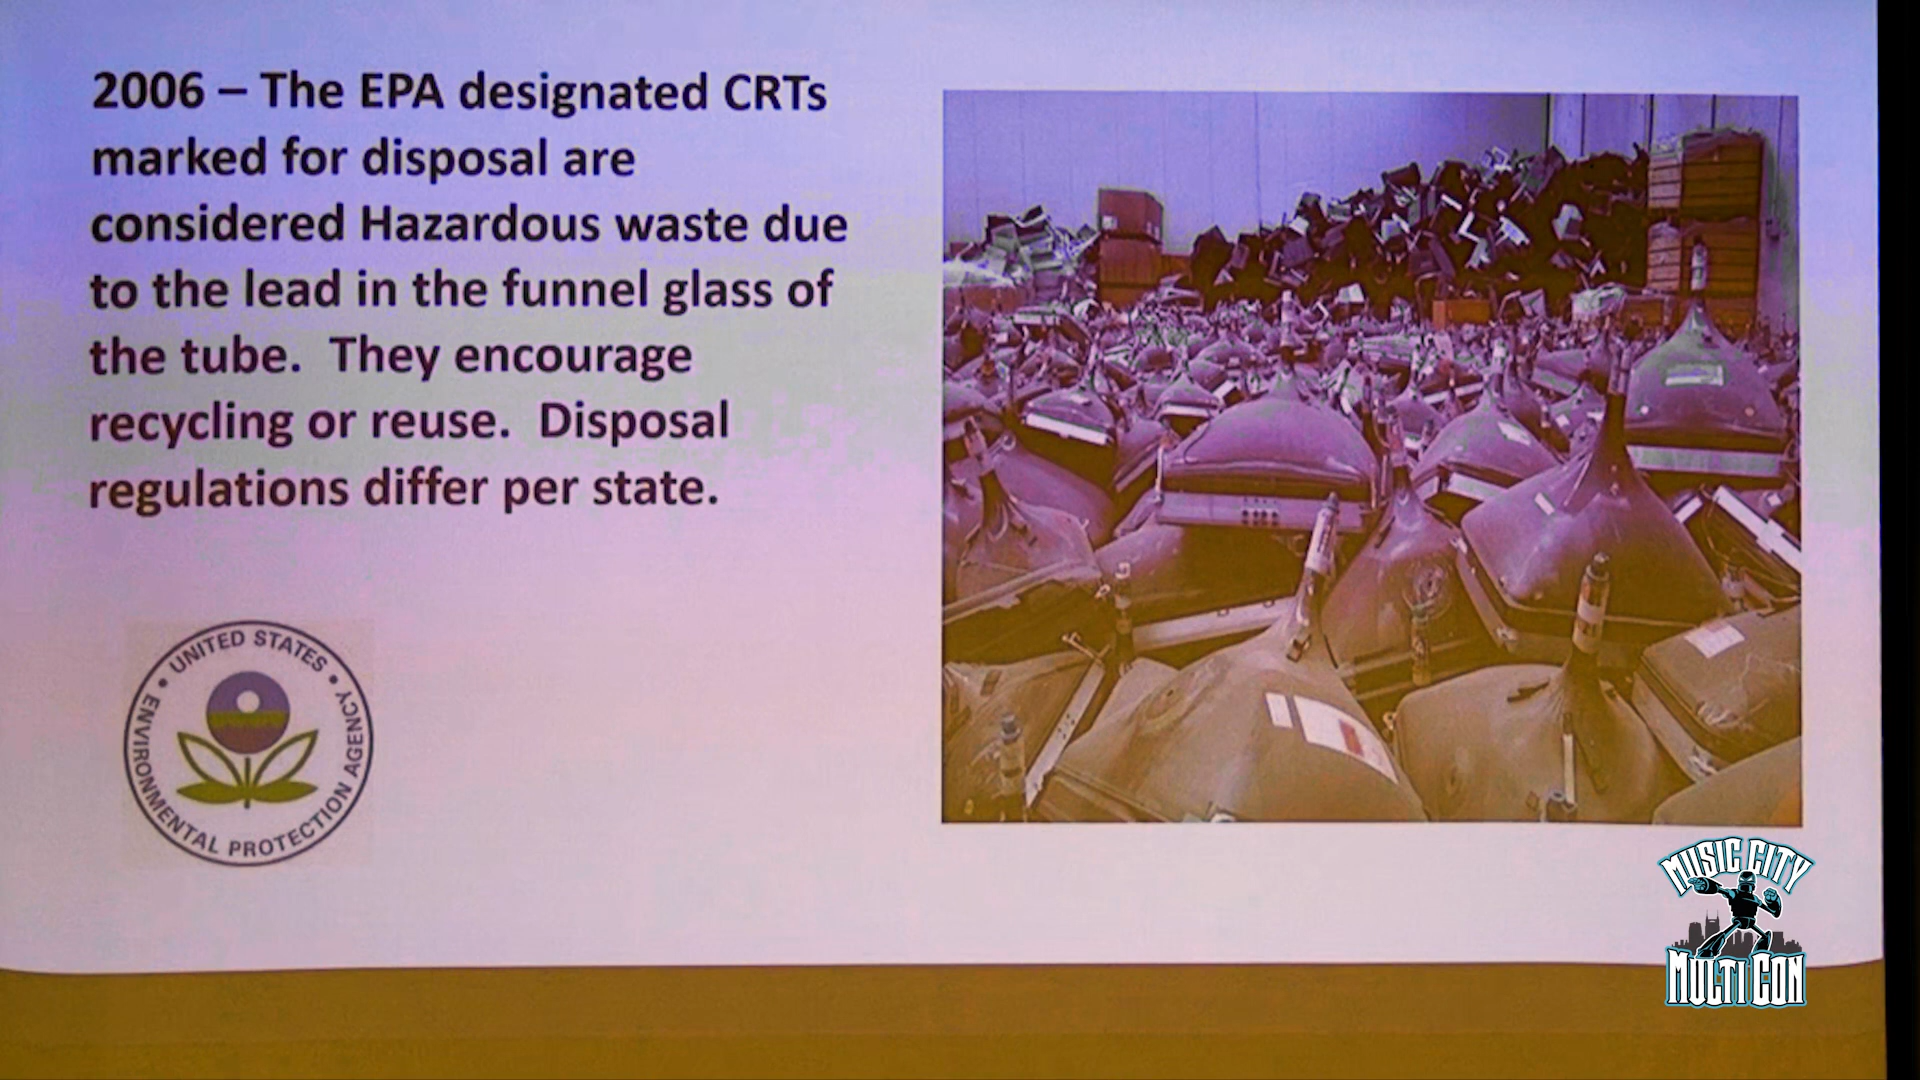 2006 – The EPA designated CRTs
marked for disposal are
considered Hazardous waste due
to the lead in the funnel glass of
the tube.  They encourage
recycling or reuse.  Disposal
regulations differ per state.
• UNITED STATES •
ENVIRONMENTAL PROTECTION AGENCY
MUSIC CITY
MULTI CON